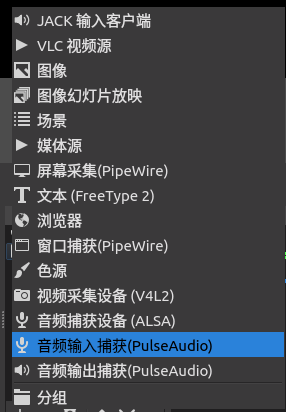 JACK 输入客户端
VLC 视频源
图像
图像幻灯片放映
场景
媒体源
屏幕采集(PipeWire)
文本 (FreeType 2)
浏览器
窗口捕获(PipeWire)
色源
视频采集设备 (V4L2)
音频捕获设备 (ALSA)
音频输入捕获(PulseAudio)
音频输出捕获(PulseAudio)
分组